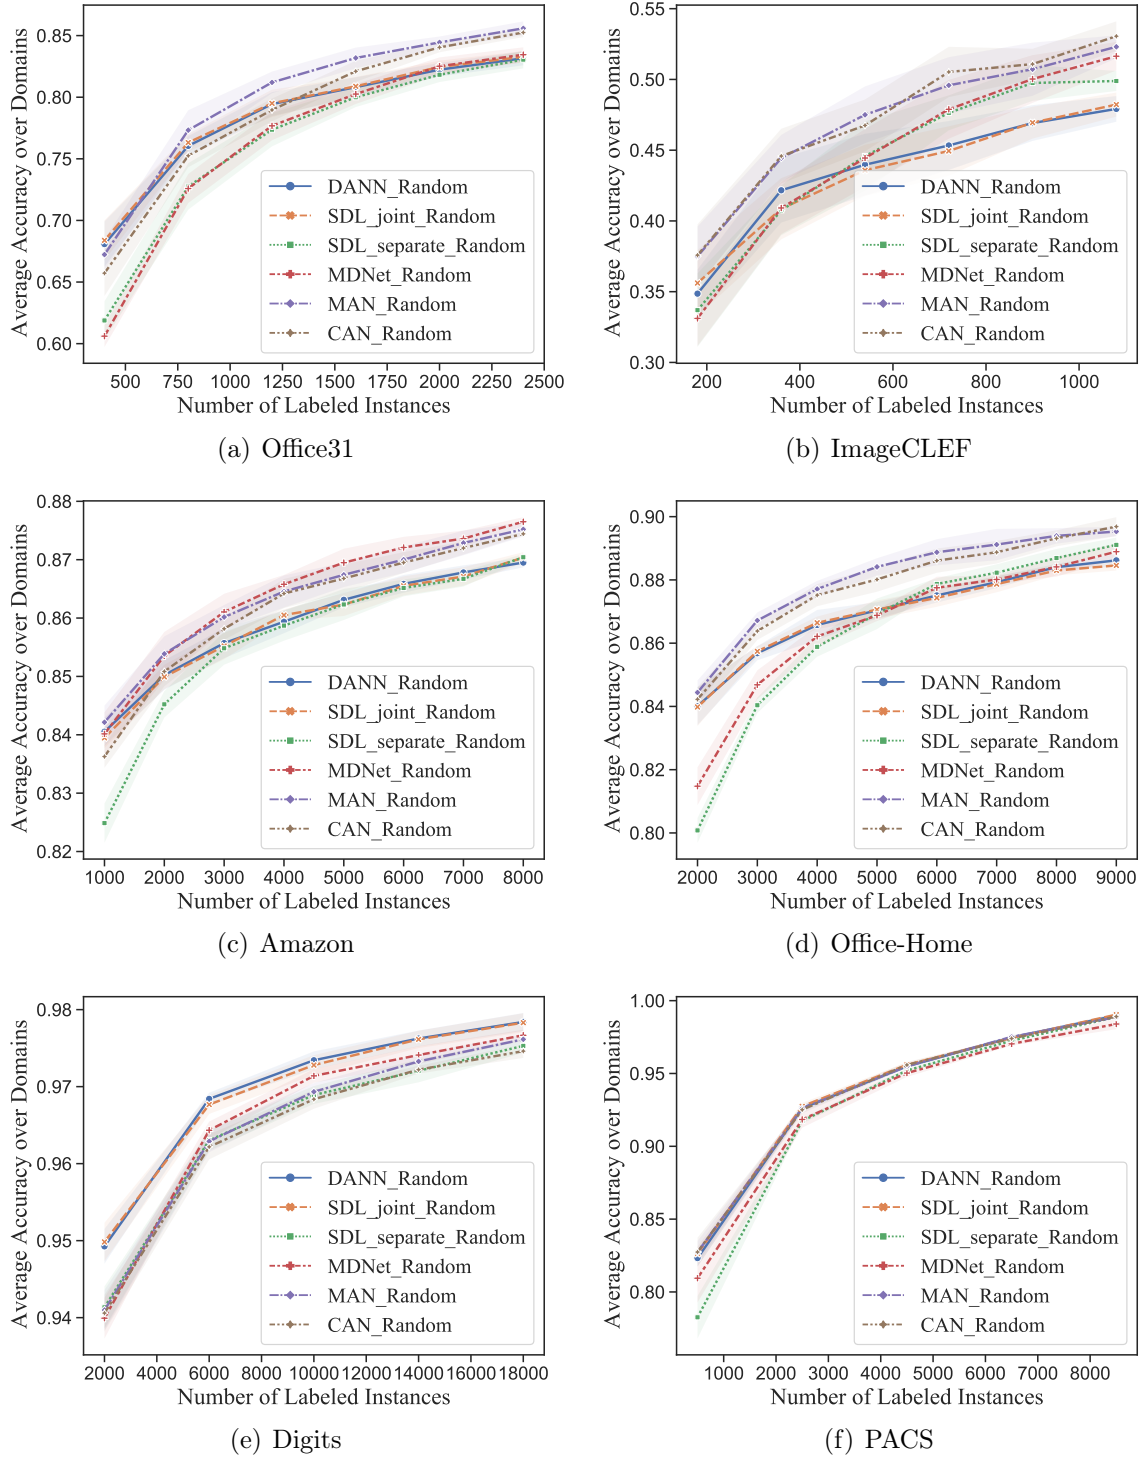 0.85
0.80
0.75
0.70
0.65
0.60
Average Accuracy over Domains
DANN_Random
SDL_joint_Random
SDL_separate_Random
MDNet_Random
MAN_Random
CAN_Random
500 750 1000 1250 1500 1750 2000 2250 2500
Number of Labeled Instances
(a) Office31
0.55
0.50
0.45
0.40
0.35
0.30
Average Accuracy over Domains
DANN_Random
SDL_joint_Random
SDL_separate_Random
MDNet_Random
MAN_Random
CAN_Random
200 400 600 800 1000
Number of Labeled Instances
(b) ImageCLEF
0.88
0.87
0.86
0.85
0.84
0.83
0.82
Average Accuracy over Domains
DANN_Random
SDL_joint_Random
SDL_separate_Random
MDNet_Random
MAN_Random
CAN_Random
1000 2000 3000 4000 5000 6000 7000 8000
Number of Labeled Instances
(c) Amazon
0.90
0.88
0.86
0.84
0.82
0.80
Average Accuracy over Domains
DANN_Random
SDL_joint_Random
SDL_separate_Random
MDNet_Random
MAN_Random
CAN_Random
2000 3000 4000 5000 6000 7000 8000 9000
Number of Labeled Instances
(d) Office-Home
0.98
0.97
0.96
0.95
0.94
Average Accuracy over Domains
DANN_Random
SDL_joint_Random
SDL_separate_Random
MDNet_Random
MAN_Random
CAN_Random
2000 4000 6000 8000 10000 12000 14000 16000 18000
Number of Labeled Instances
(e) Digits
1.00
0.95
0.90
0.85
0.80
Average Accuracy over Domains
DANN_Random
SDL_joint_Random
SDL_separate_Random
MDNet_Random
MAN_Random
CAN_Random
1000 2000 3000 4000 5000 6000 7000 8000
Number of Labeled Instances
(f) PACS